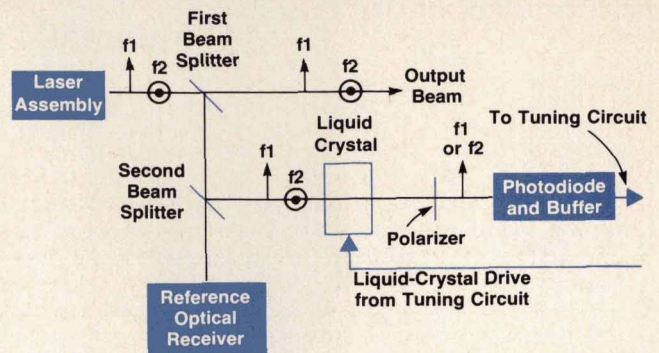 First
Beam
Splitter
f1
f2
f1
f2
Laser
Assembly
Output
Beam
Liquid
Crystal
To Tuning Circuit
f1
or f2
f1
f2
Second
Beam
Splitter
Photodiode
and Buffer
Polarizer
Liquid-Crystal Drive
from Tuning Circuit
Reference
Optical
Receiver